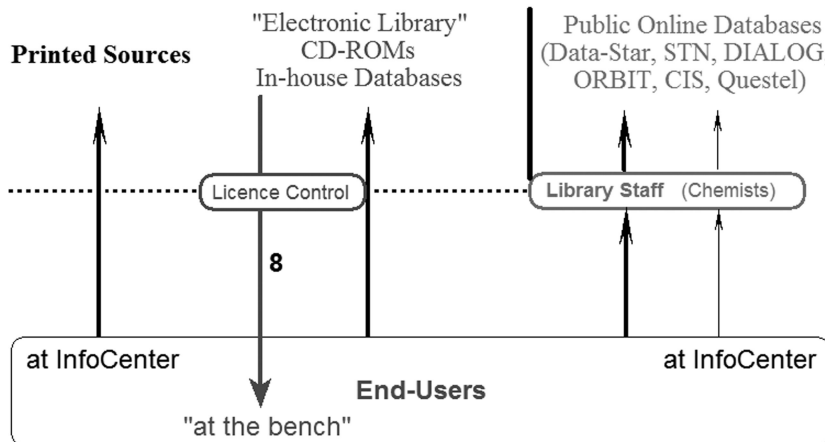 Printed Sources
"Electronic Library"
CD-ROMs
In-house Databases
Public Online Databases
(Data-Star, STN, DIALOG
ORBIT, CIS, Questel)
Licence Control
Library Staff (Chemists)
8
at InfoCenter
at InfoCenter
End-Users
"at the bench"